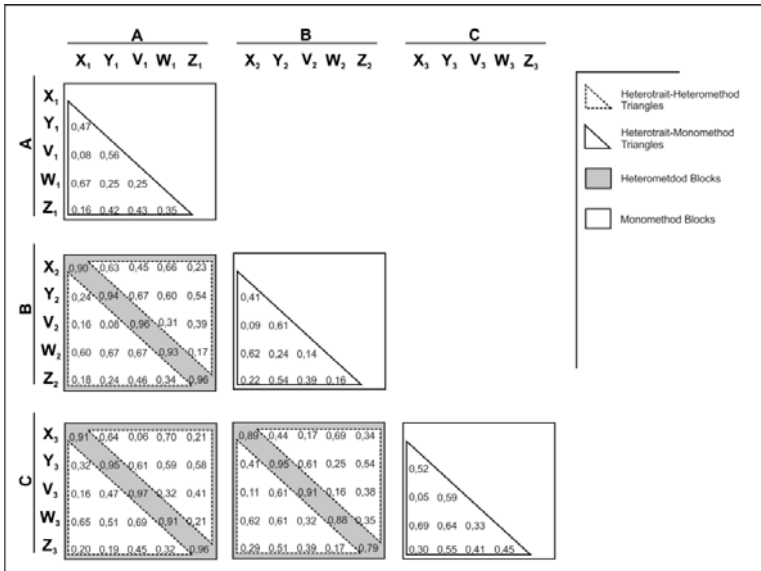 A B C
X1 Y1 V1 W1 Z1 X2 Y2 V2 W2 Z2 X3 Y3 V3 W3 Z3
A
X1
Y1 0,47
V1 0,08 0,56
W1 0,67 0,25 0,25
Z1 0,16 0,42 0,43 0,35
Heterotrait-Heteromethod
Triangles
Heterotrait-Monomethod
Triangles
Heterometdod Blocks
Monomethod Blocks
B
X2 0,90 0,63 0,45 0,66 0,23
Y2 0,24 0,94 0,67 0,60 0,54 0,41
V2 0,16 0,08 0,96 0,31 0,39 0,09 0,61
W2 0,60 0,67 0,67 0,93 0,17 0,62 0,24 0,14
Z2 0,18 0,24 0,46 0,34 0,96 0,22 0,54 0,39 0,16
C
X3 0,91 0,64 0,06 0,70 0,21 0,89 0,44 0,17 0,69 0,34
Y3 0,32 0,95 0,61 0,59 0,58 0,41 0,95 0,61 0,25 0,54 0,52
V3 0,16 0,47 0,97 0,32 0,41 0,11 0,61 0,91 0,16 0,38 0,05 0,59
W3 0,65 0,51 0,69 0,91 0,21 0,62 0,61 0,32 0,88 0,35 0,69 0,64 0,33
Z3 0,20 0,19 0,45 0,32 0,96 0,29 0,51 0,39 0,17 0,79 0,30 0,55 0,41 0,45